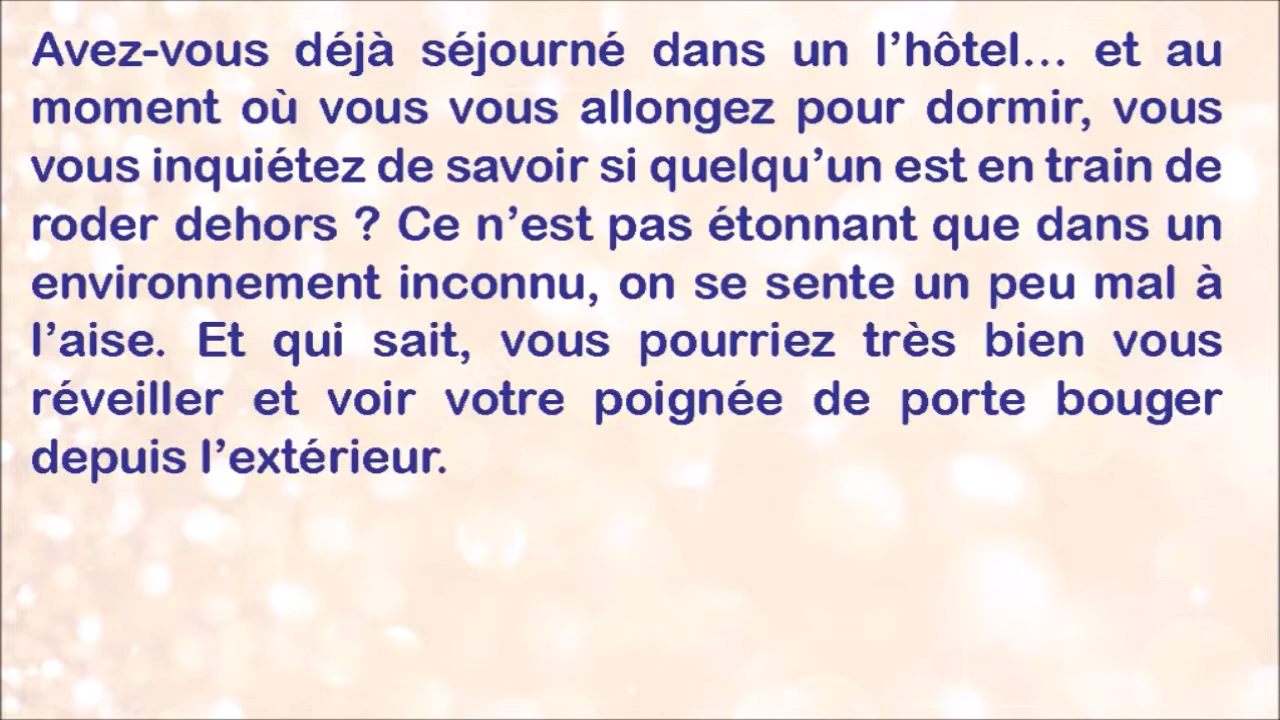 Avez-vous déjà séjourné dans un l’hôtel… et au
moment où vous vous allongez pour dormir, vous
vous inquiétez de savoir si quelqu’un est en train de
roder dehors ? Ce n’est pas étonnant que dans un
environnement inconnu, on se sente un peu mal à
l’aise. Et qui sait, vous pourriez très bien vous
réveiller et voir votre poignée de porte bouger
depuis l’extérieur.